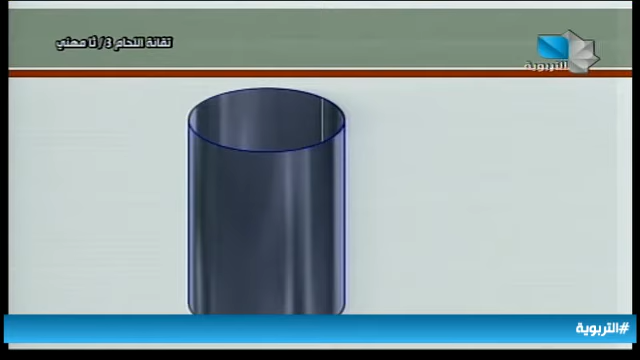 تقانة اللحام 3 / ثا مهني
التربوية
#التربوية